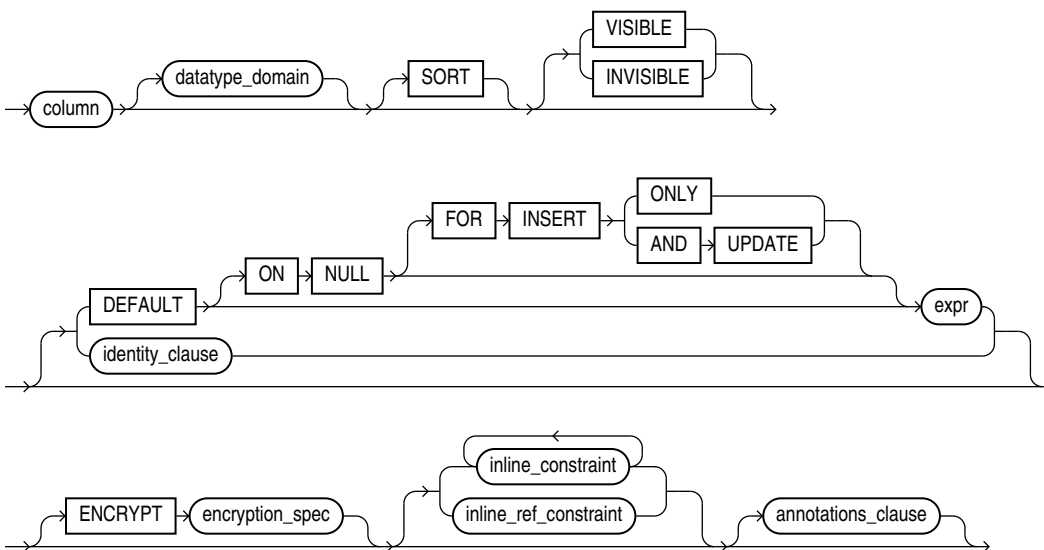 VISIBLE
datatype_domain SORT INVISIBLE
column
ONLY
FOR INSERT
AND UPDATE
ON NULL
DEFAULT expr
identity_clause
inline_constraint
ENCRYPT encryption_spec inline_ref_constraint annotations_clause